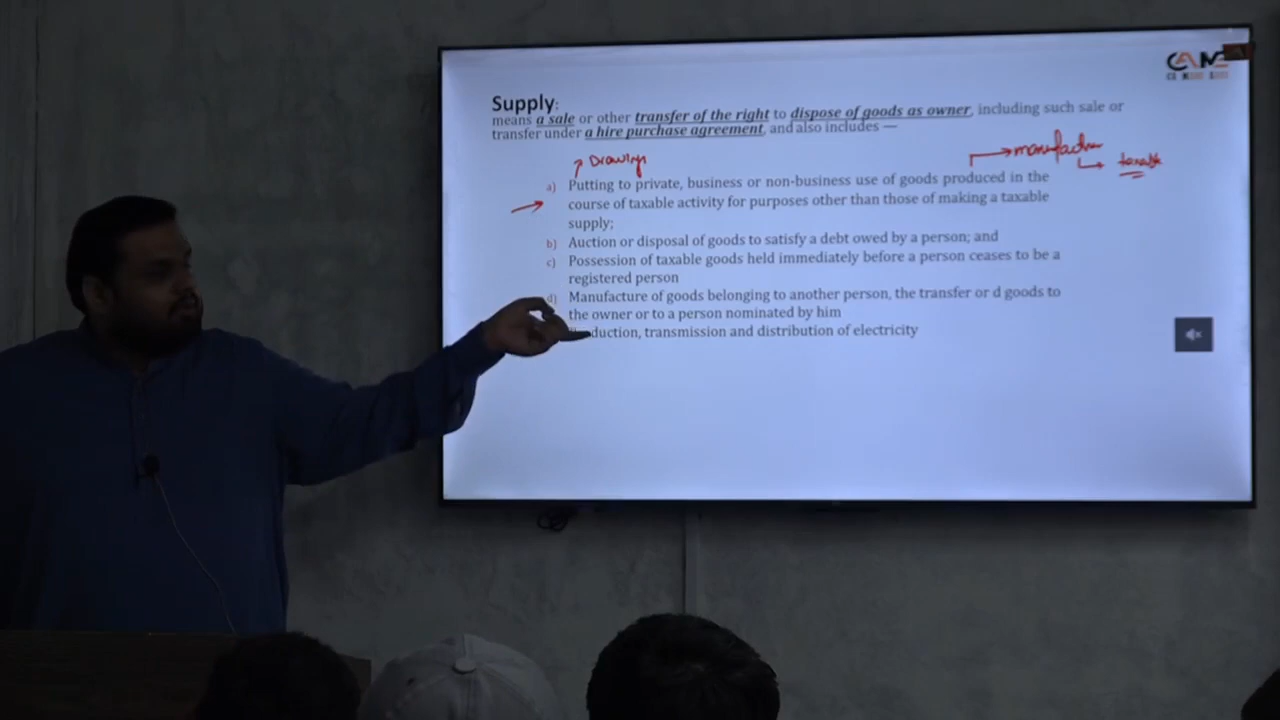 CAME
Supply:
means a sale or other transfer of the right to dispose of goods as owner, including such sale or
transfer under a hire purchase agreement, and also includes —
Drawings
manufacture
taxable
a) Putting to private, business or non-business use of goods produced in the
course of taxable activity for purposes other than those of making a taxable
supply;
b) Auction or disposal of goods to satisfy a debt owed by a person; and
c) Possession of taxable goods held immediately before a person ceases to be a
registered person
d) Manufacture of goods belonging to another person, the transfer or d goods to
the owner or to a person nominated by him
duction, transmission and distribution of electricity